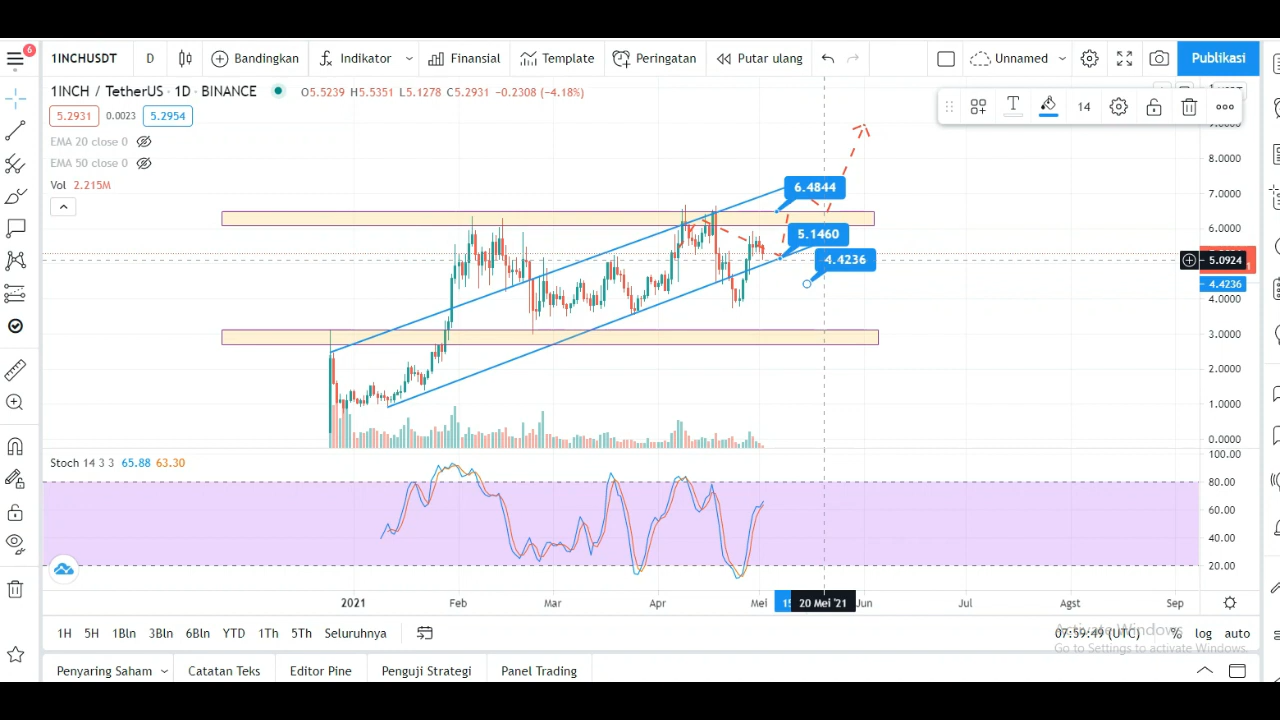 6
1INCHUSDT D Bandingkan Indikator Finansial Template Peringatan Putar ulang Unnamed Publikasi
1INCH / TetherUS · 1D · BINANCE O5.5239 H5.5351 L5.1278 C5.2931 −0.2308 (−4.18%)
5.2931 0.0023 5.2954
14
EMA 20 close 0
EMA 50 close 0
Vol 2.215M
8.0000
7.0000
6.0000
5.0924
4.4236
4.0000
3.0000
2.0000
1.0000
0.0000
6.4844
5.1460
4.4236
Stoch 14 3 3 65.88 63.30
100.00
80.00
60.00
40.00
20.00
2021 Feb Mar Apr Mei 20 Mei '21 Jun Jul Agst Sep
1H 5H 1Bln 3Bln 6Bln YTD 1Th 5Th Seluruhnya 07:59:49 (UTC) % log auto
Activate Windows
Go to Settings to activate Windows.
Penyaring Saham Catatan Teks Editor Pine Penguji Strategi Panel Trading